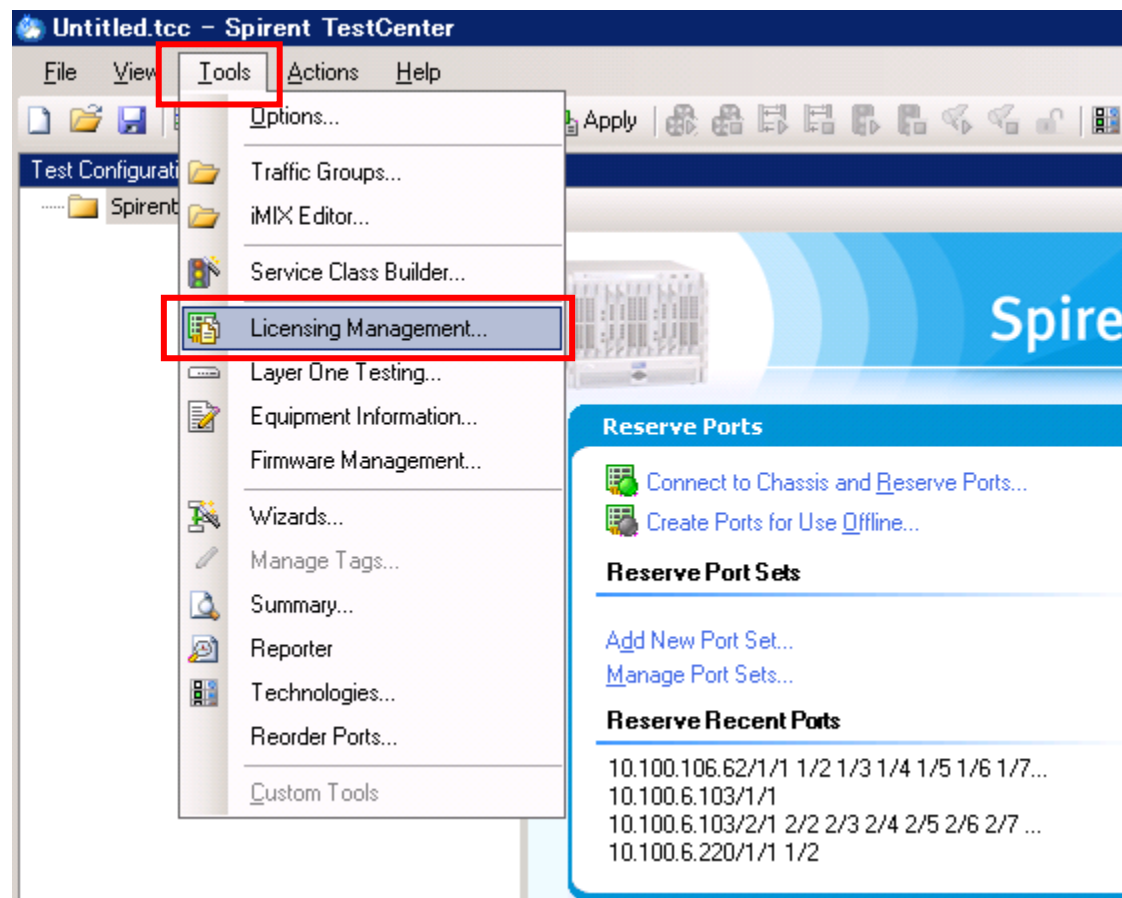 Untitled.tcc – Spirent TestCenter
File View Tools Actions Help
Apply
Test Configurati
Spirent
Options...
Traffic Groups...
iMIX Editor...
Service Class Builder...
Licensing Management...
Layer One Testing...
Equipment Information...
Firmware Management...
Wizards...
Manage Tags...
Summary...
Reporter
Technologies...
Reorder Ports...
Custom Tools
Spire
Reserve Ports
Connect to Chassis and Reserve Ports...
Create Ports for Use Offline...
Reserve Port Sets
Add New Port Set...
Manage Port Sets...
Reserve Recent Ports
10.100.106.62/1/1 1/2 1/3 1/4 1/5 1/6 1/7...
10.100.6.103/1/1
10.100.6.103/2/1 2/2 2/3 2/4 2/5 2/6 2/7 ...
10.100.6.220/1/1 1/2